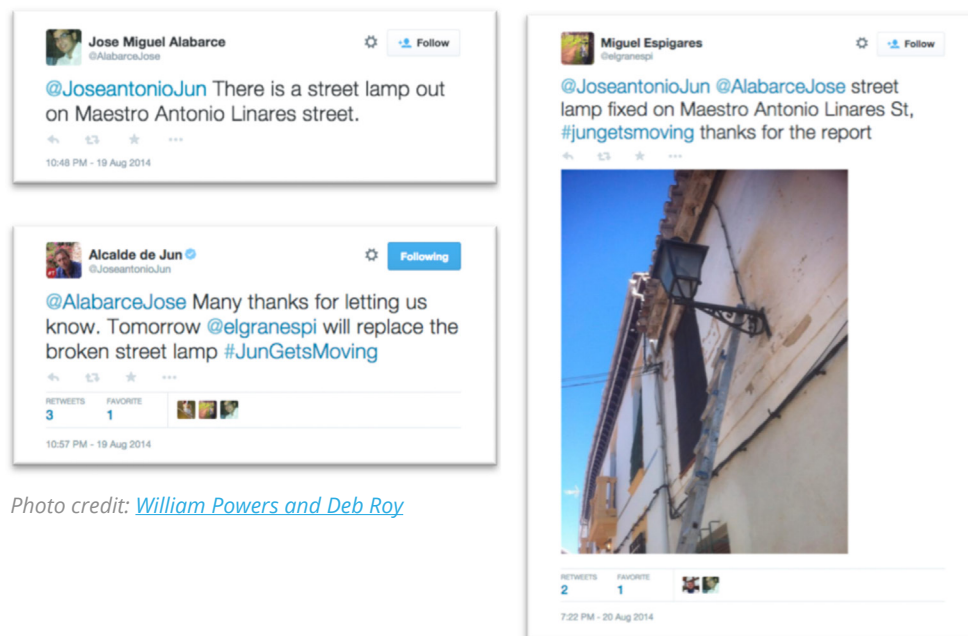 Jose Miguel Alabarce
@AlabarceJose
Follow
@JoseantonioJun There is a street lamp out
on Maestro Antonio Linares street.
10:48 PM - 19 Aug 2014
Alcalde de Jun
@JoseantonioJun
Following
@AlabarceJose Many thanks for letting us
know. Tomorrow @elgranespi will replace the
broken street lamp #JunGetsMoving
RETWEETS FAVORITE
3 1
10:57 PM - 19 Aug 2014
Photo credit: William Powers and Deb Roy
Miguel Espigares
@elgranespi
Follow
@JoseantonioJun @AlabarceJose street
lamp fixed on Maestro Antonio Linares St,
#jungetsmoving thanks for the report
RETWEETS FAVORITE
2 1
7:22 PM - 20 Aug 2014